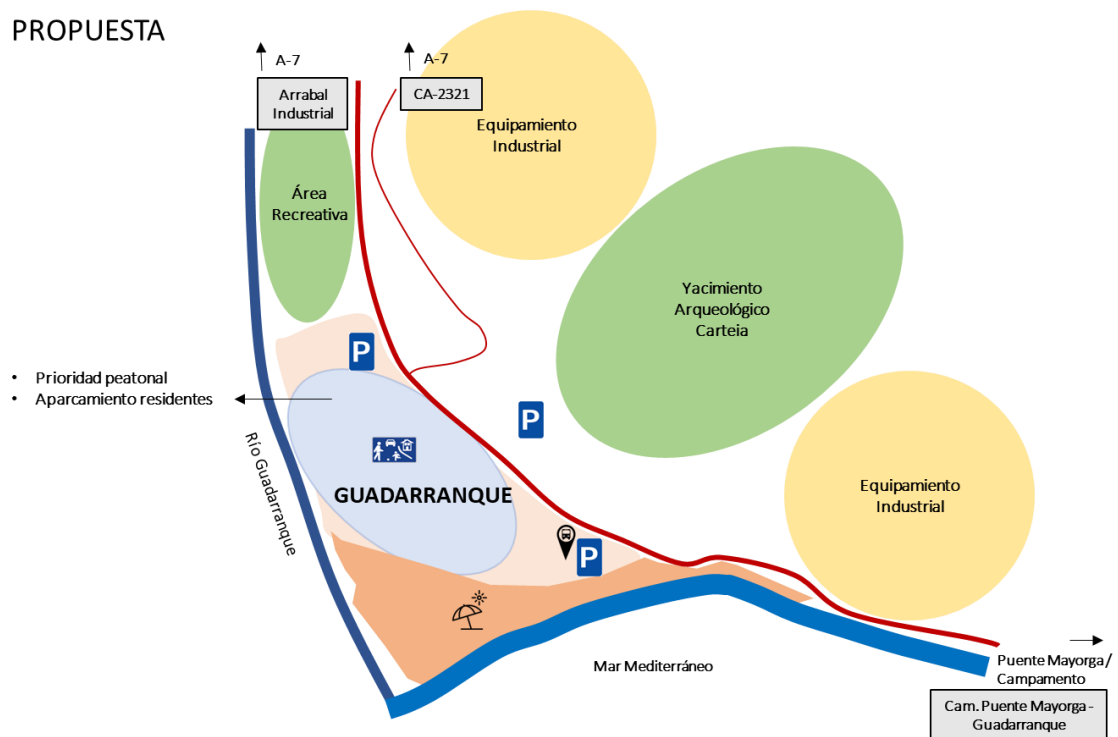 PROPUESTA
A-7
A-7
Arrabal
Industrial
CA-2321
Equipamiento
Industrial
Área
Recreativa
Yacimiento
Arqueológico
Carteia
P
• Prioridad peatonal
• Aparcamiento residentes
P
Río Guadarranque
GUADARRANQUE
Equipamiento
Industrial
P
Mar Mediterráneo
Puente Mayorga/
Campamento
Cam. Puente Mayorga -
Guadarranque